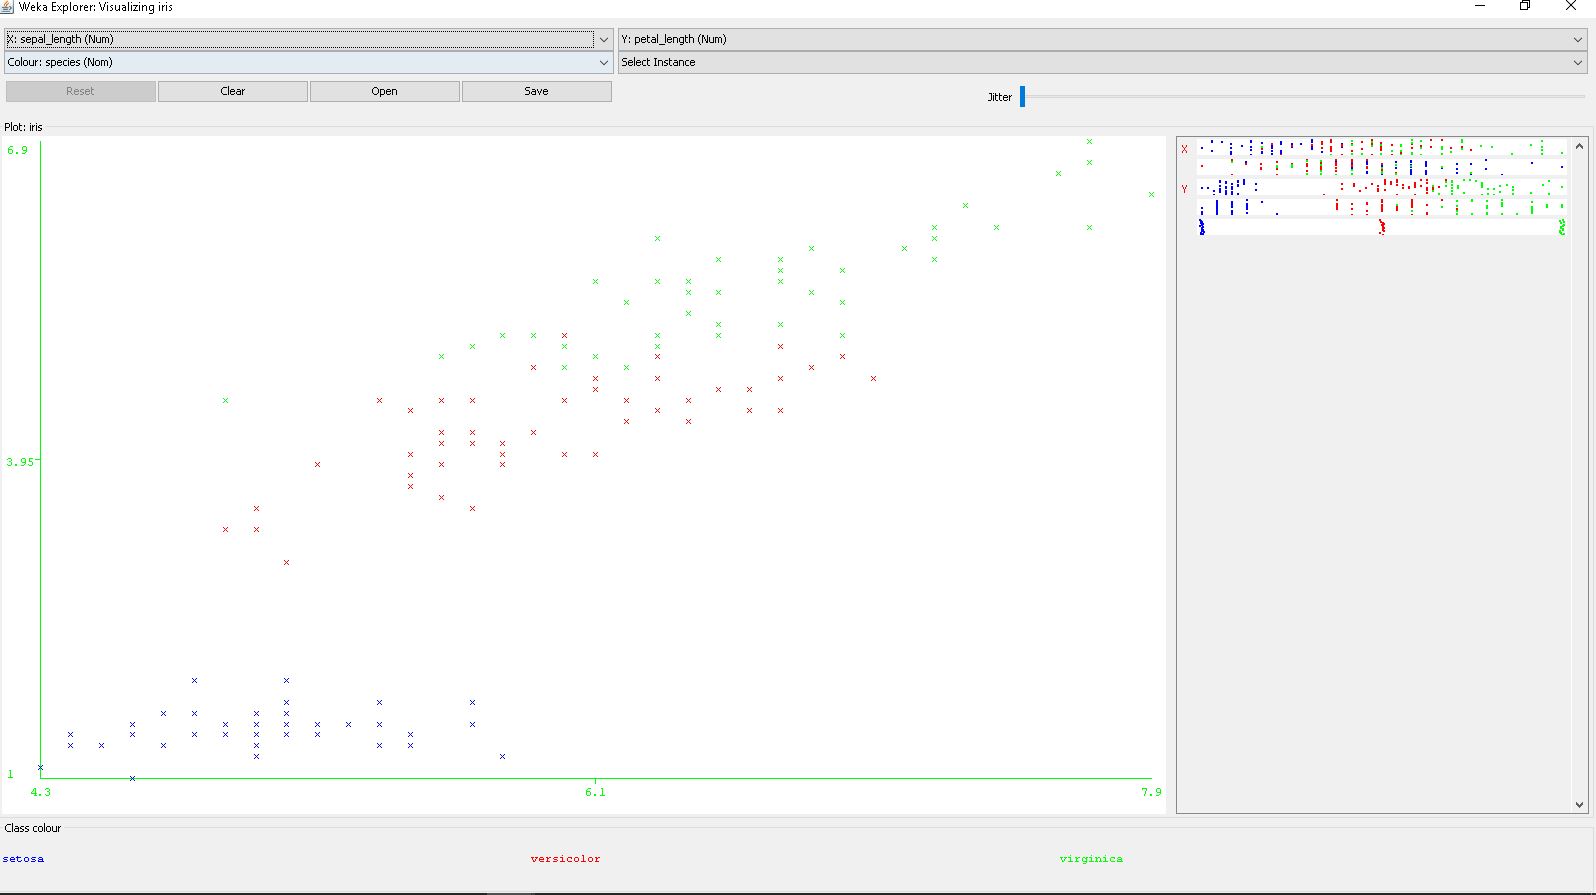 Weka Explorer: Visualizing iris
X: sepal_length (Num) Y: petal_length (Num)
Colour: species (Nom) Select Instance
Reset Clear Open Save Jitter
Plot: iris
6.9
3.95
1
4.3 6.1 7.9
X
Y
Class colour
setosa versicolor virginica